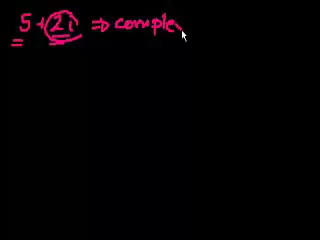 5 + 2i ⇒ comple